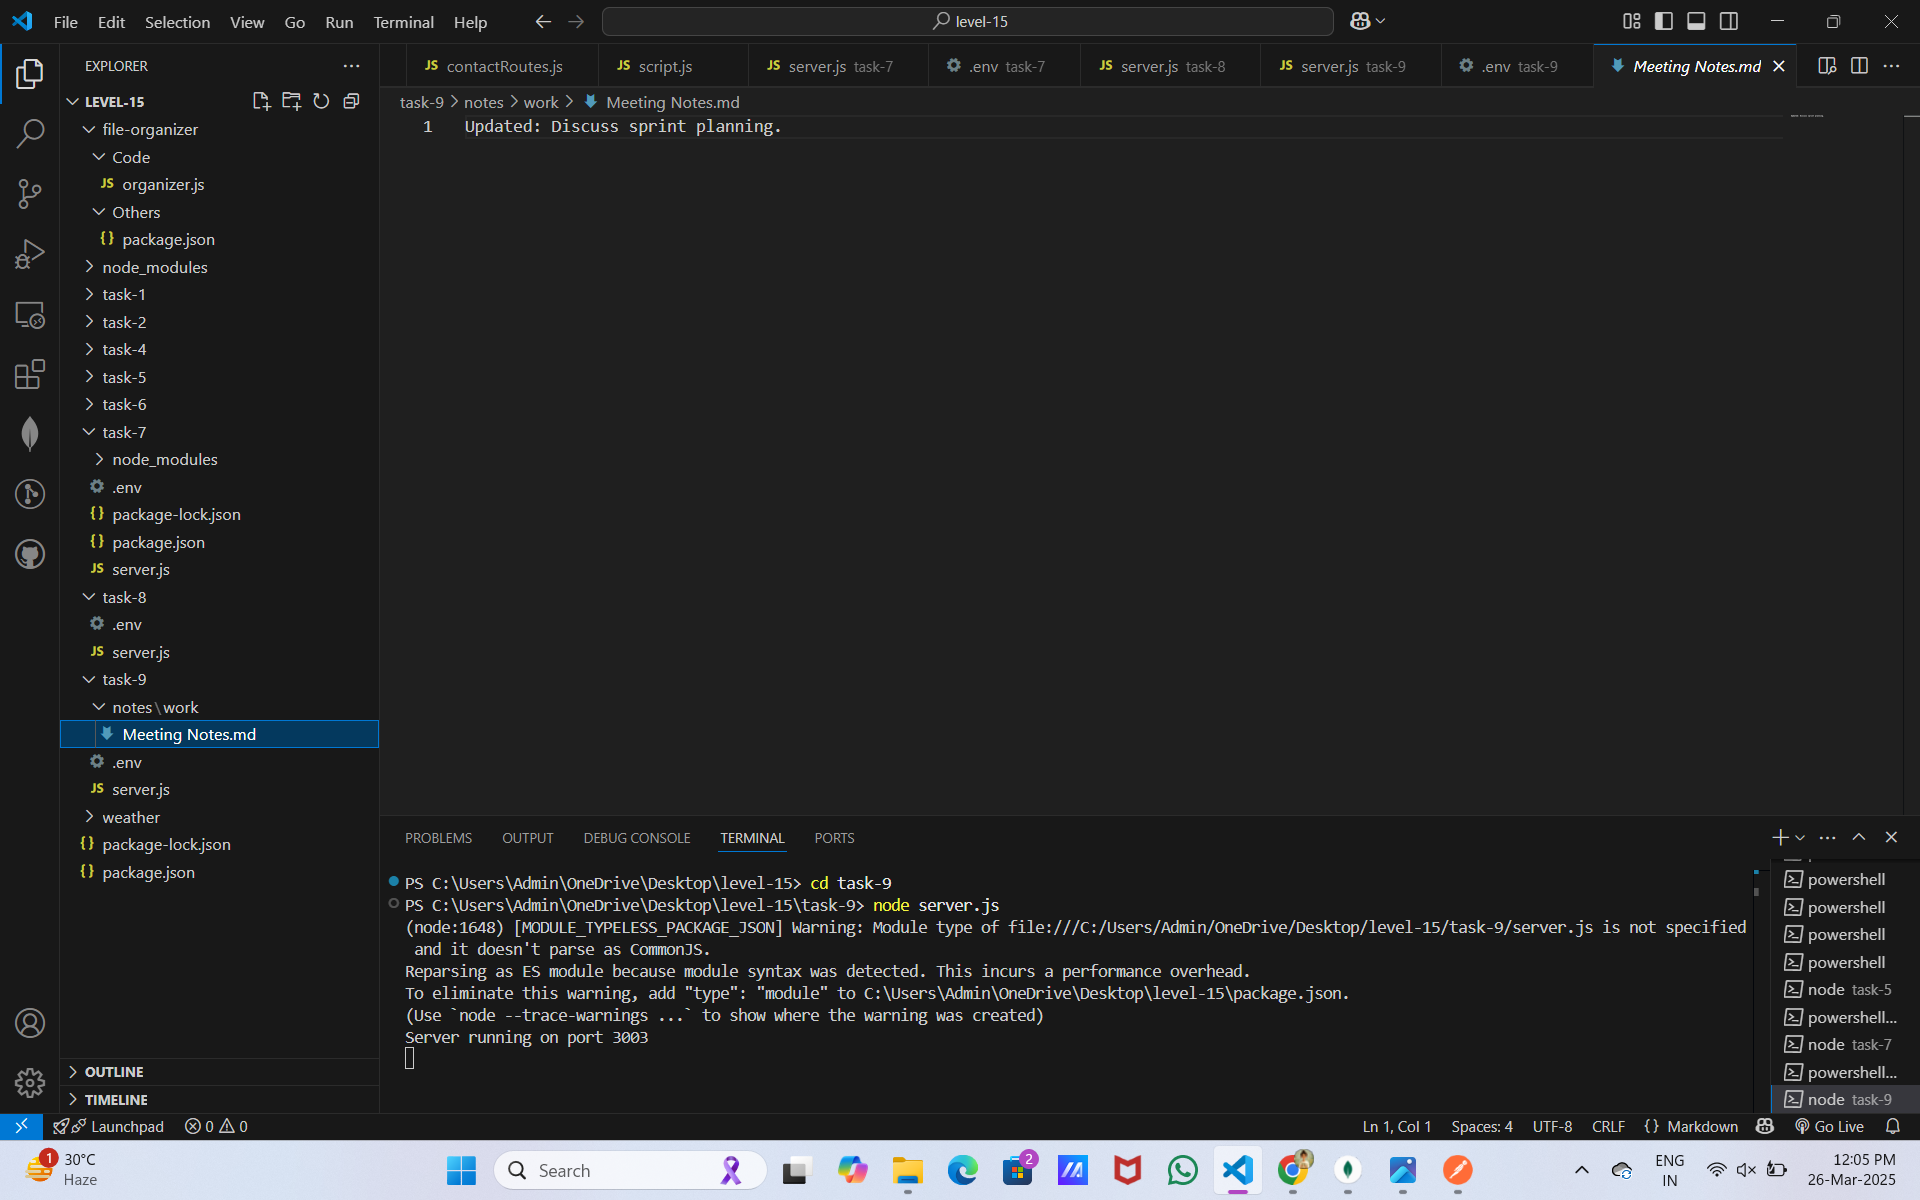 File Edit Selection View Go Run Terminal Help
level-15
EXPLORER
LEVEL-15
file-organizer
Code
JS organizer.js
Others
{} package.json
node_modules
task-1
task-2
task-4
task-5
task-6
task-7
node_modules
.env
{} package-lock.json
{} package.json
JS server.js
task-8
.env
JS server.js
task-9
notes\work
Meeting Notes.md
.env
JS server.js
weather
{} package-lock.json
{} package.json
OUTLINE
TIMELINE
JS contactRoutes.js JS script.js JS server.js task-7 .env task-7 JS server.js task-8 JS server.js task-9 .env task-9 Meeting Notes.md
task-9 > notes > work > Meeting Notes.md
1 Updated: Discuss sprint planning.
PROBLEMS OUTPUT DEBUG CONSOLE TERMINAL PORTS
PS C:\Users\Admin\OneDrive\Desktop\level-15> cd task-9
PS C:\Users\Admin\OneDrive\Desktop\level-15\task-9> node server.js
(node:1648) [MODULE_TYPELESS_PACKAGE_JSON] Warning: Module type of file:///C:/Users/Admin/OneDrive/Desktop/level-15/task-9/server.js is not specified
and it doesn't parse as CommonJS.
Reparsing as ES module because module syntax was detected. This incurs a performance overhead.
To eliminate this warning, add "type": "module" to C:\Users\Admin\OneDrive\Desktop\level-15\package.json.
(Use `node --trace-warnings ...` to show where the warning was created)
Server running on port 3003
powershell
powershell
powershell
powershell
node task-5
powershell...
node task-7
powershell...
node task-9
Launchpad 0 0
Ln 1, Col 1 Spaces: 4 UTF-8 CRLF {} Markdown Go Live
1
30°C
Haze
Search
2
ENG
IN
12:05 PM
26-Mar-2025